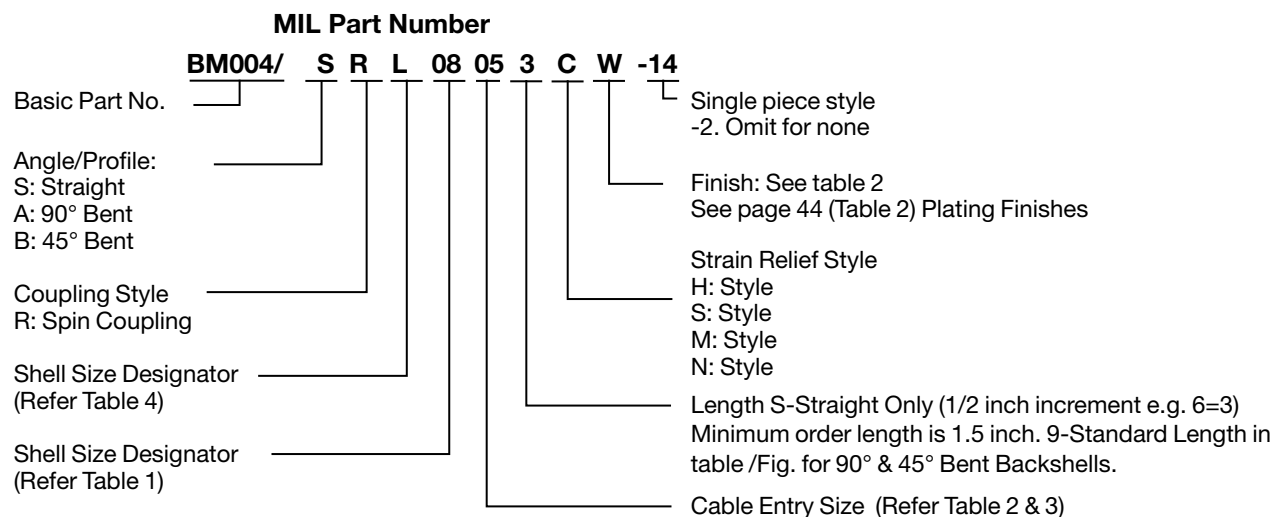 MIL Part Number
BM004/ S R L 08 05 3 C W -14
Basic Part No.
Angle/Profile:
S: Straight
A: 90° Bent
B: 45° Bent
Coupling Style
R: Spin Coupling
Shell Size Designator
(Refer Table 4)
Shell Size Designator
(Refer Table 1)
Single piece style
-2. Omit for none
Finish: See table 2
See page 44 (Table 2) Plating Finishes
Strain Relief Style
H: Style
S: Style
M: Style
N: Style
Length S-Straight Only (1/2 inch increment e.g. 6=3)
Minimum order length is 1.5 inch. 9-Standard Length in
table /Fig. for 90° & 45° Bent Backshells.
Cable Entry Size (Refer Table 2 & 3)